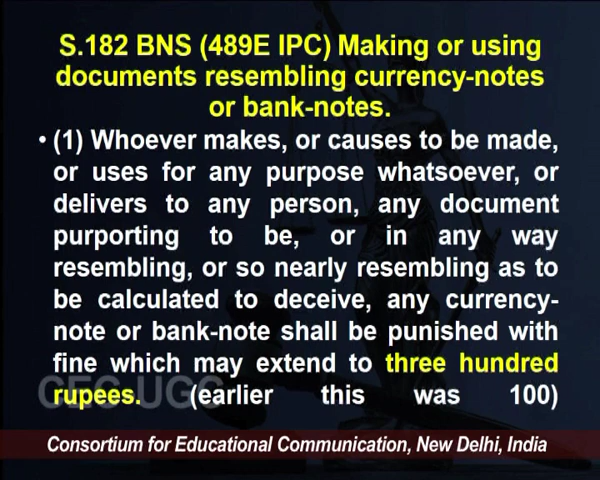 S.182 BNS (489E IPC) Making or using
documents resembling currency-notes
or bank-notes.
• (1) Whoever makes, or causes to be made,
or uses for any purpose whatsoever, or
delivers to any person, any document
purporting to be, or in any way
resembling, or so nearly resembling as to
be calculated to deceive, any currency-
note or bank-note shall be punished with
fine which may extend to three hundred
rupees. (earlier this was 100)
CEC-UGC
Consortium for Educational Communication, New Delhi, India